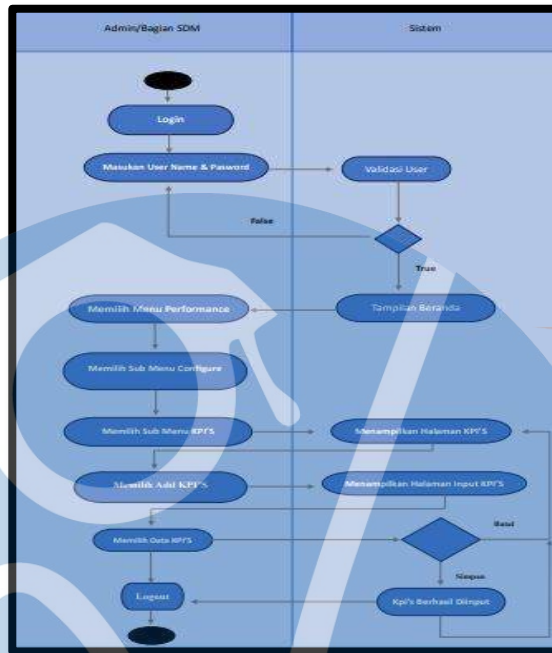 Admin/Bagian SDM
Sistem
Login
Masukan User Name & Pasword
Validasi User
False
True
Memilih Menu Performance
Tampilan Beranda
Memilih Sub Menu Configure
Memilih Sub Menu KPI'S
Menampilkan Halaman KPI'S
Memilih Add KPI'S
Menampilkan Halaman Input KPI'S
Memilih Data KPI'S
Batal
Simpan
Logout
Kpi's Berhasil Diinput